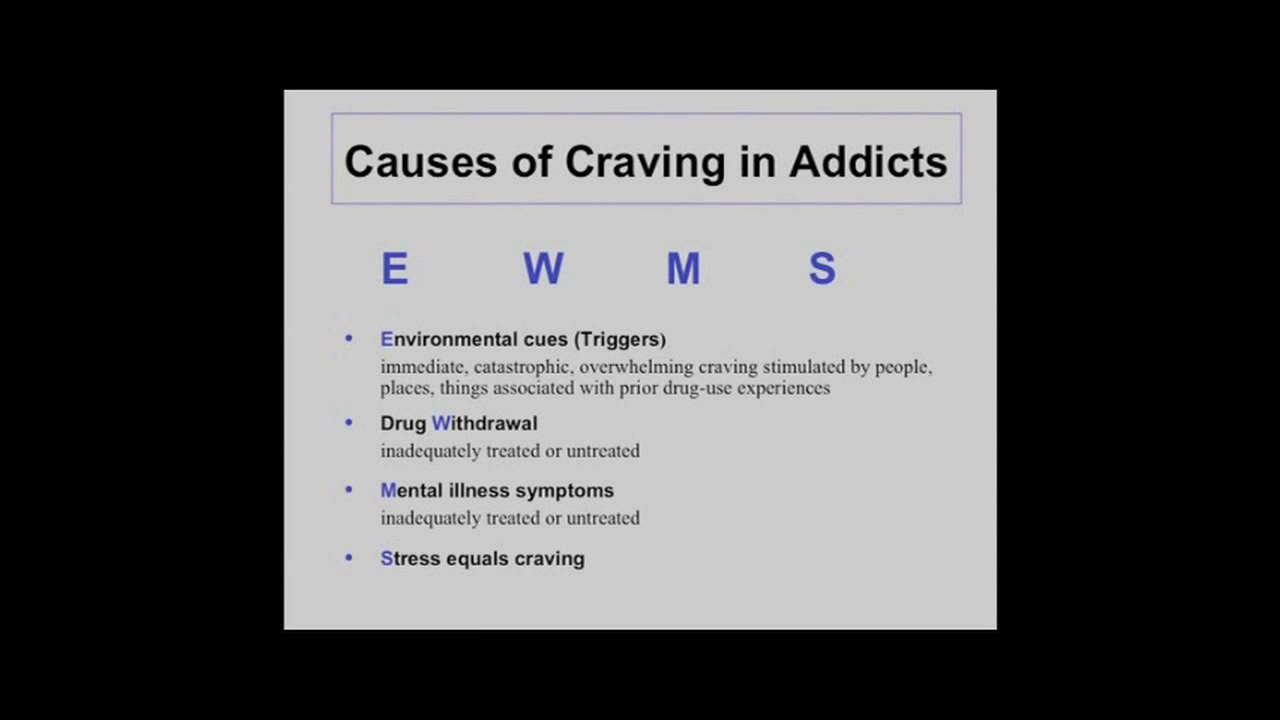 Causes of Craving in Addicts
E W M S
• Environmental cues (Triggers)
immediate, catastrophic, overwhelming craving stimulated by people,
places, things associated with prior drug-use experiences
• Drug Withdrawal
inadequately treated or untreated
• Mental illness symptoms
inadequately treated or untreated
• Stress equals craving